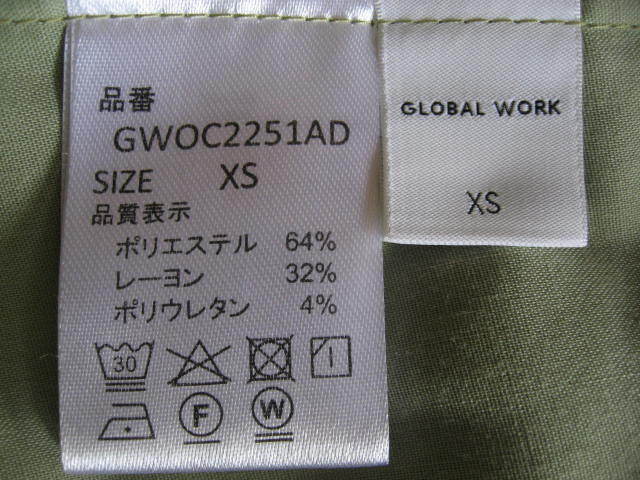 品番
GWOC2251AD
SIZE XS
品質表示
ポリエステル 64%
レーヨン 32%
ポリウレタン 4%
30
F
W
GLOBAL WORK
XS